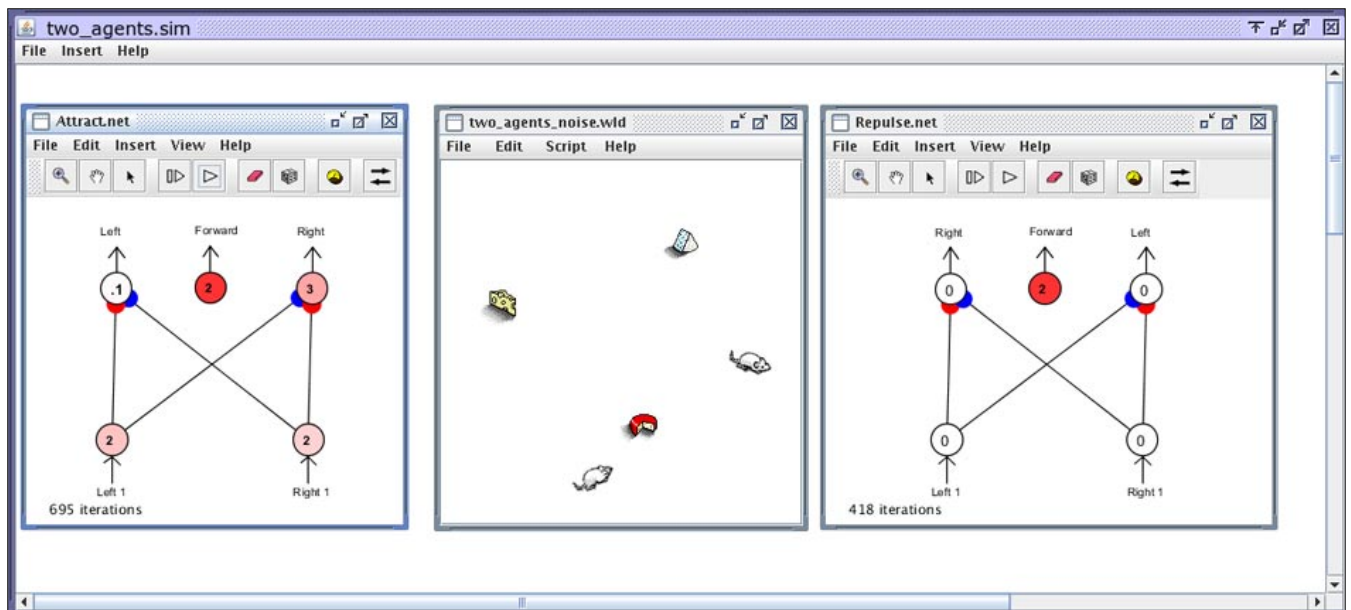 two_agents.sim
File Insert Help
Attract.net
File Edit Insert View Help
Left Forward Right
.1 2 3
2 2
Left 1 Right 1
695 iterations
two_agents_noise.wld
File Edit Script Help
Repulse.net
File Edit Insert View Help
Right Forward Left
0 2 0
0 0
Left 1 Right 1
418 iterations